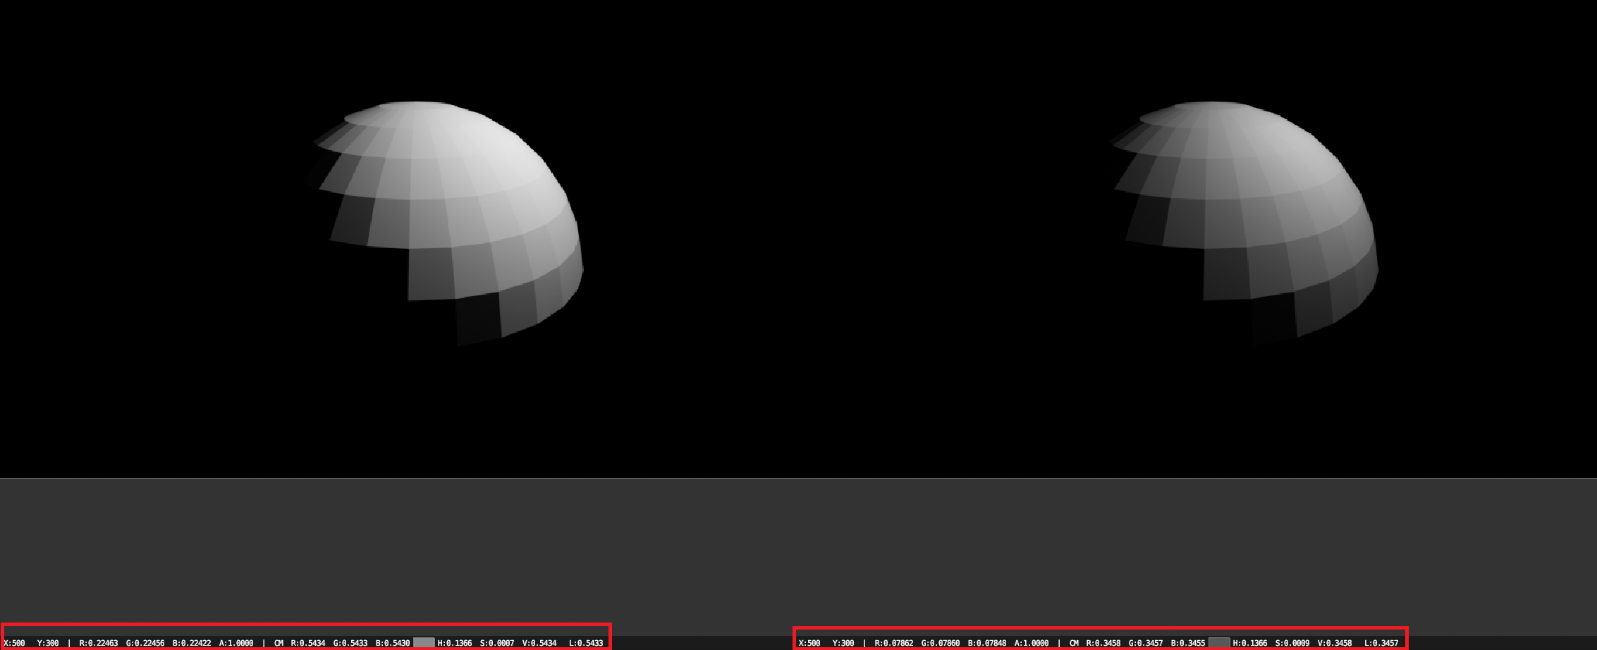 X:500 Y:300 | R:0.22463 G:0.22456 B:0.22422 A:1.0000 | CM R:0.5434 G:0.5433 B:0.5430 H:0.1366 S:0.0007 V:0.5434 L:0.5433
X:500 Y:300 | R:0.07862 G:0.07860 B:0.07848 A:1.0000 | CM R:0.3458 G:0.3457 B:0.3455 H:0.1366 S:0.0009 V:0.3458 L:0.3457